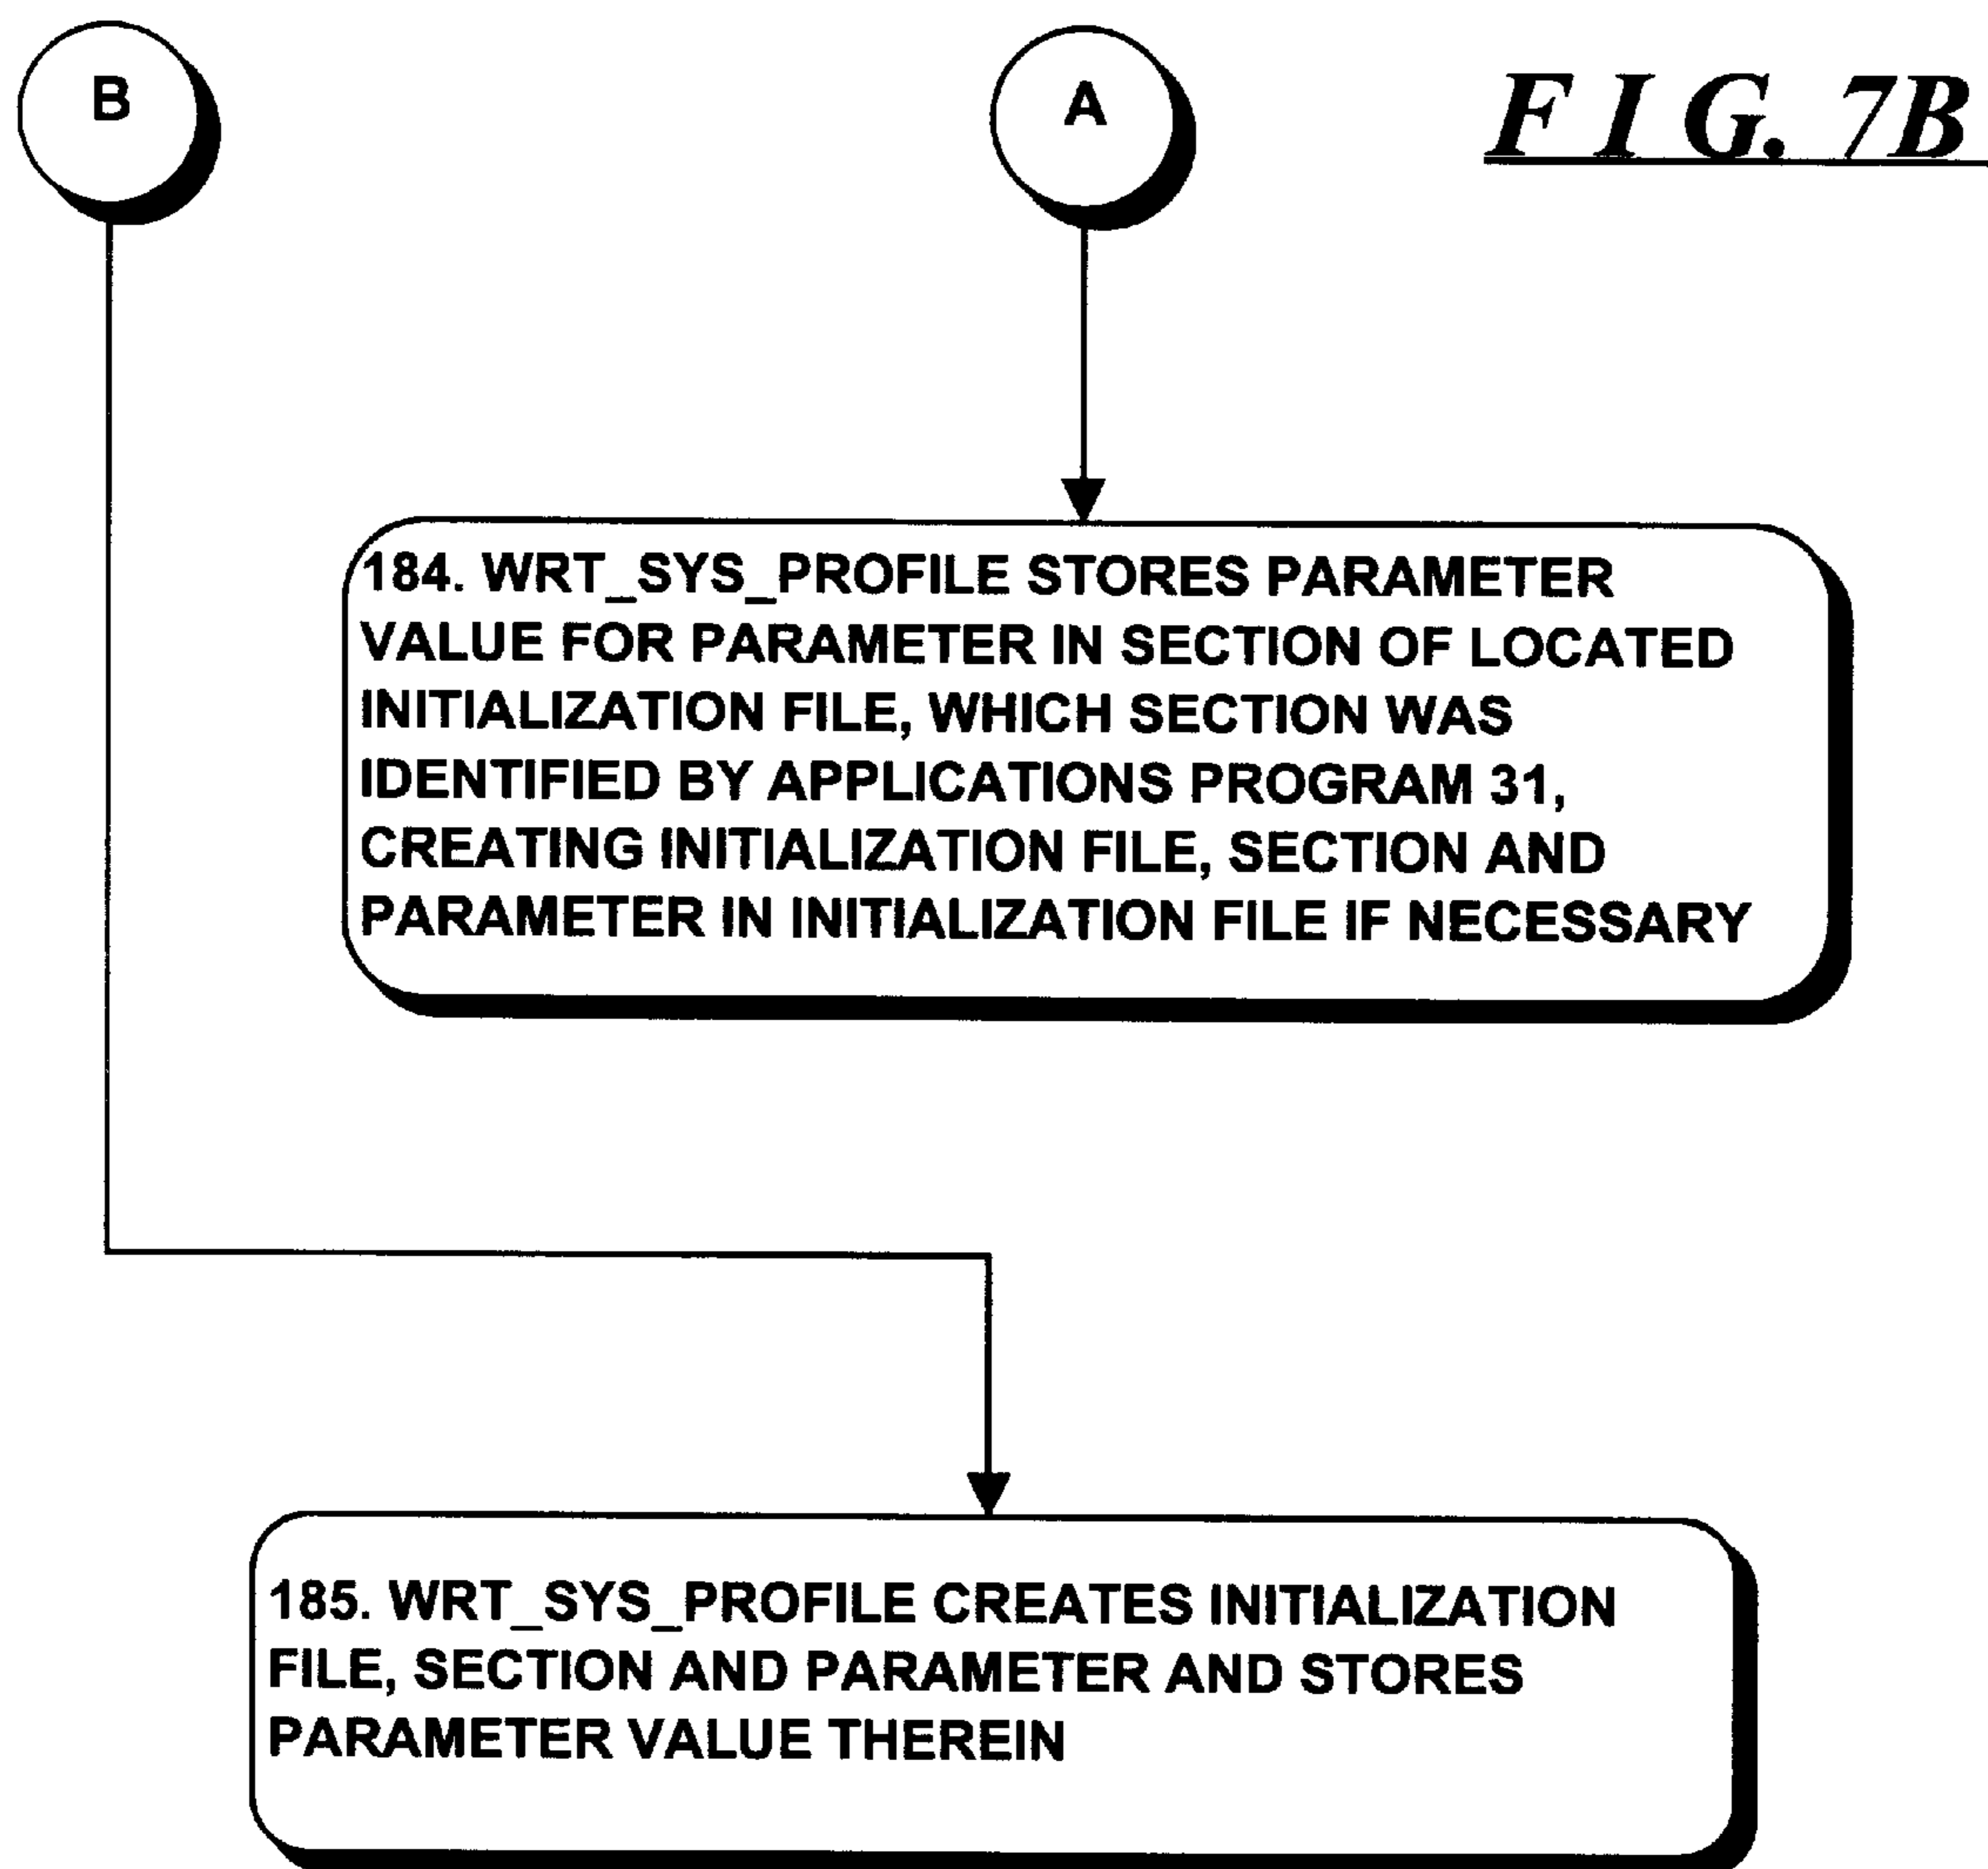 B
A
F I G. 7B
184. WRT_SYS_PROFILE STORES PARAMETER
VALUE FOR PARAMETER IN SECTION OF LOCATED
INITIALIZATION FILE, WHICH SECTION WAS
IDENTIFIED BY APPLICATIONS PROGRAM 31,
CREATING INITIALIZATION FILE, SECTION AND
PARAMETER IN INITIALIZATION FILE IF NECESSARY
185. WRT_SYS_PROFILE CREATES INITIALIZATION
FILE, SECTION AND PARAMETER AND STORES
PARAMETER VALUE THEREIN